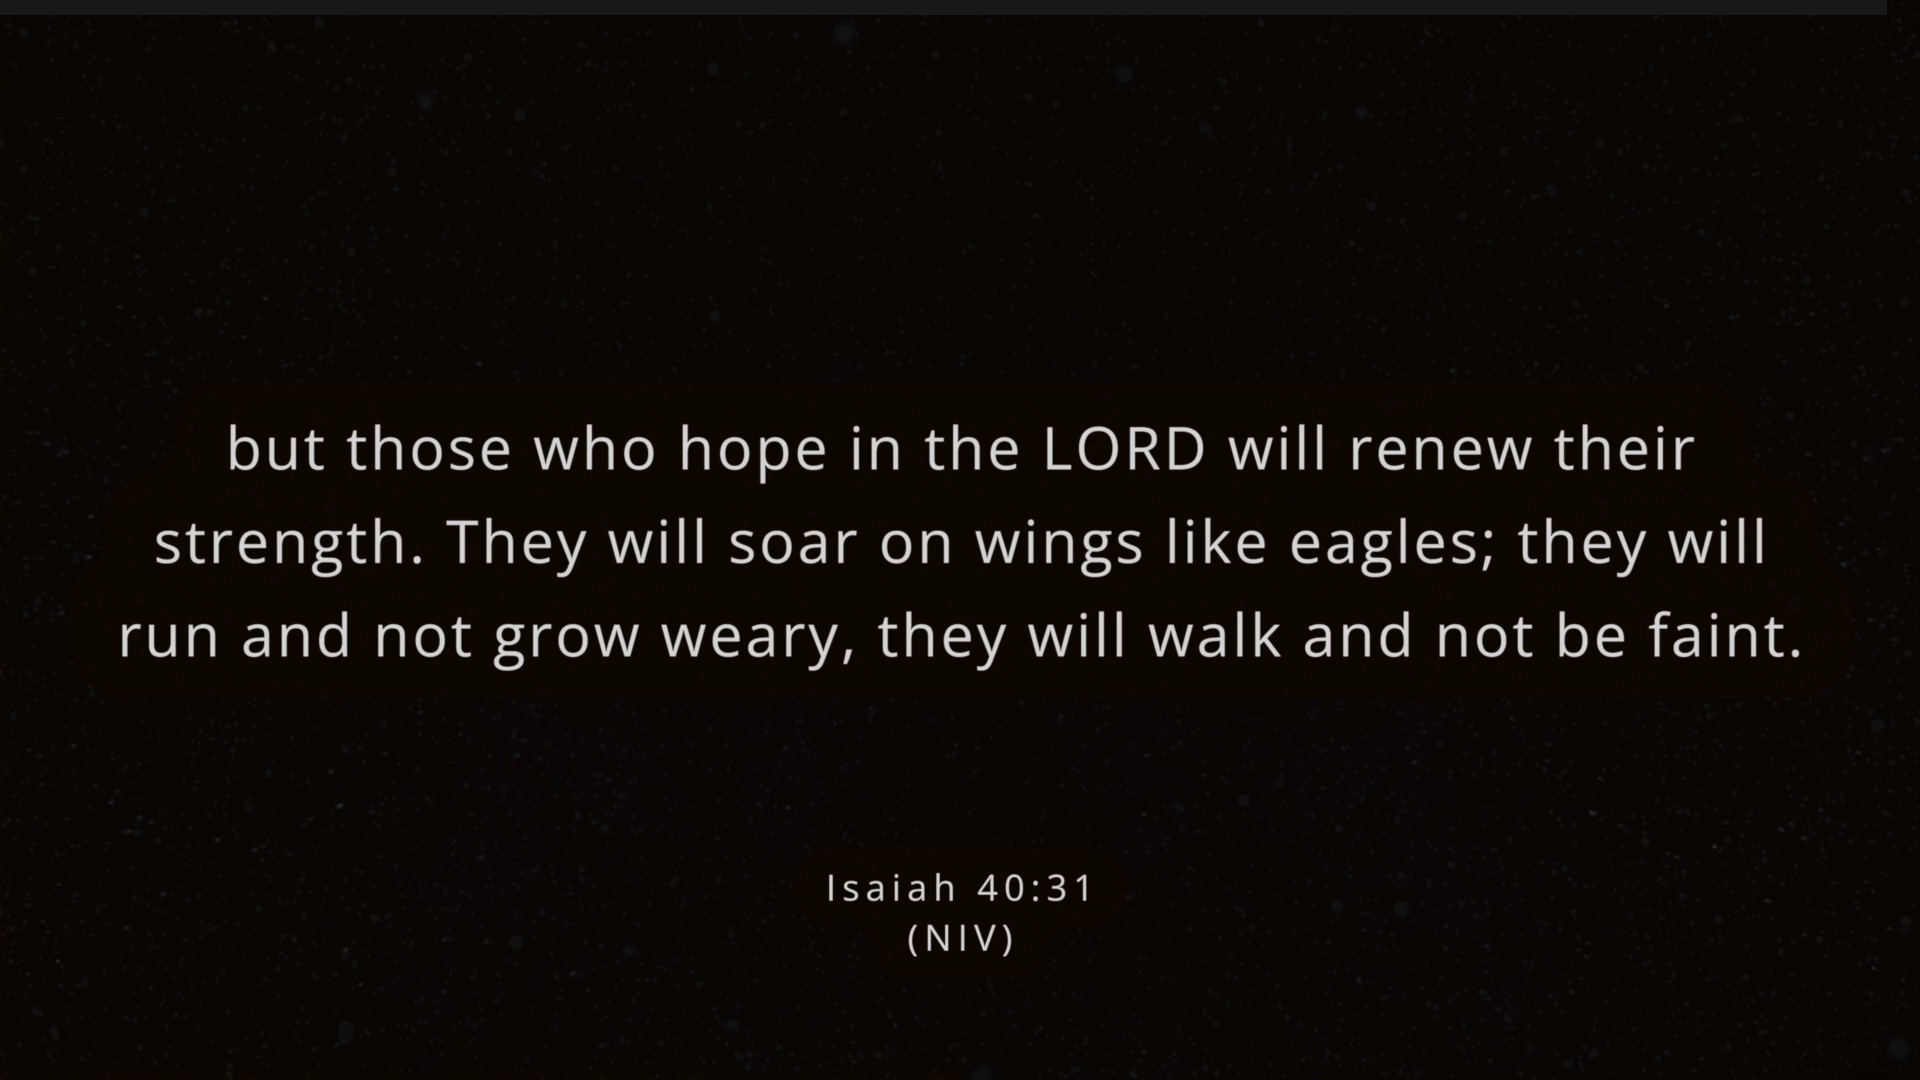 but those who hope in the LORD will renew their
strength. They will soar on wings like eagles; they will
run and not grow weary, they will walk and not be faint.
Isaiah 40:31
(NIV)